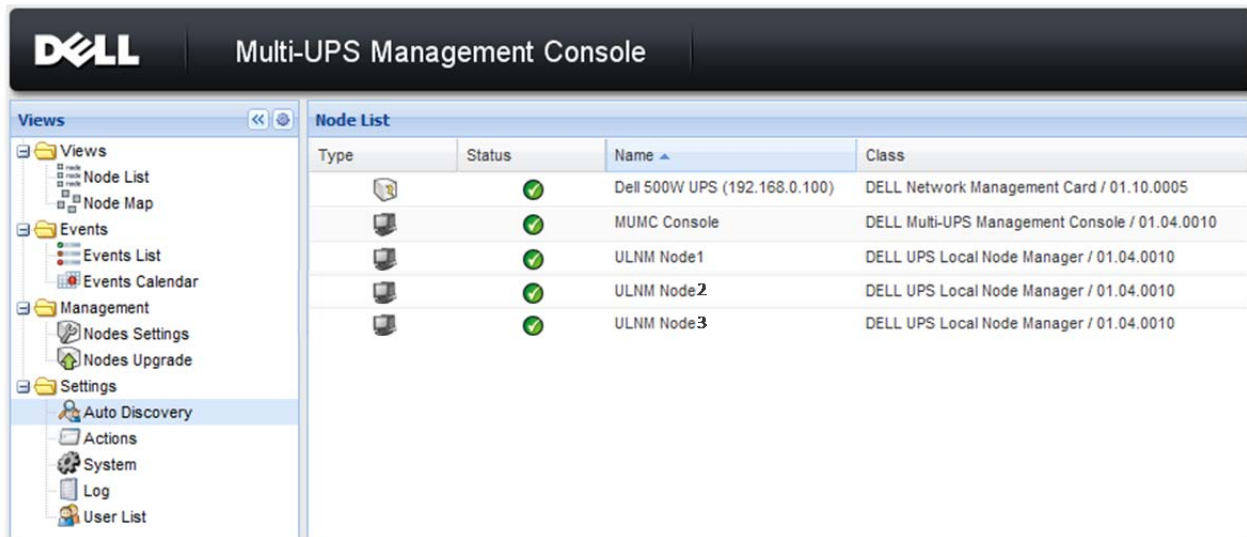 DELL Multi-UPS Management Console
Views
Views
Node List
Node Map
Events
Events List
Events Calendar
Management
Nodes Settings
Nodes Upgrade
Settings
Auto Discovery
Actions
System
Log
User List
Node List
Type Status Name Class
Dell 500W UPS (192.168.0.100) DELL Network Management Card / 01.10.0005
MUMC Console DELL Multi-UPS Management Console / 01.04.0010
ULNM Node1 DELL UPS Local Node Manager / 01.04.0010
ULNM Node2 DELL UPS Local Node Manager / 01.04.0010
ULNM Node3 DELL UPS Local Node Manager / 01.04.0010